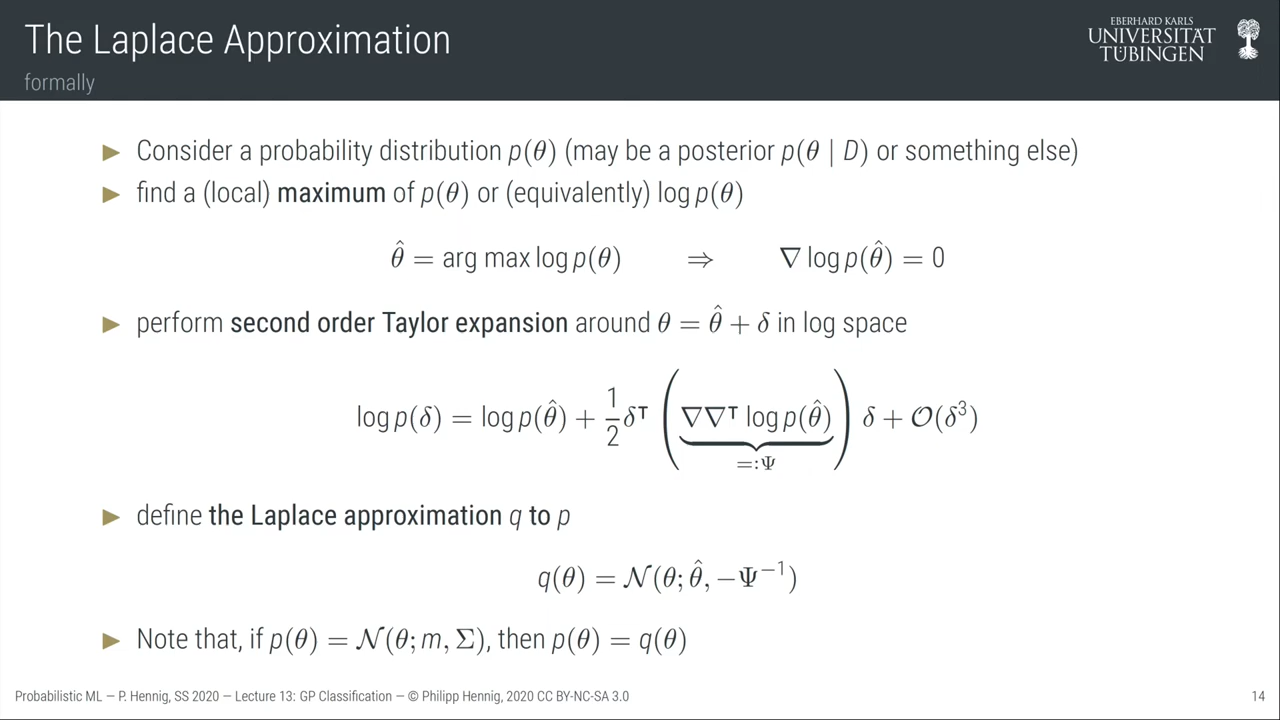 The Laplace Approximation
formally
EBERHARD KARLS
UNIVERSITÄT
TÜBINGEN
▶ Consider a probability distribution p(θ) (may be a posterior p(θ | D) or something else)
▶ find a (local) maximum of p(θ) or (equivalently) log p(θ)
θ̂ = arg max log p(θ) ⇒ ∇ log p(θ̂) = 0
▶ perform second order Taylor expansion around θ = θ̂ + δ in log space
log p(δ) = log p(θ̂) + 1/2 δ⊺ (∇∇⊺ log p(θ̂)) δ + 𝒪(δ³)
=:Ψ
▶ define the Laplace approximation q to p
q(θ) = 𝒩(θ; θ̂, −Ψ⁻¹)
▶ Note that, if p(θ) = 𝒩(θ; m, Σ), then p(θ) = q(θ)
Probabilistic ML — P. Hennig, SS 2020 — Lecture 13: GP Classification — © Philipp Hennig, 2020 CC BY-NC-SA 3.0
14